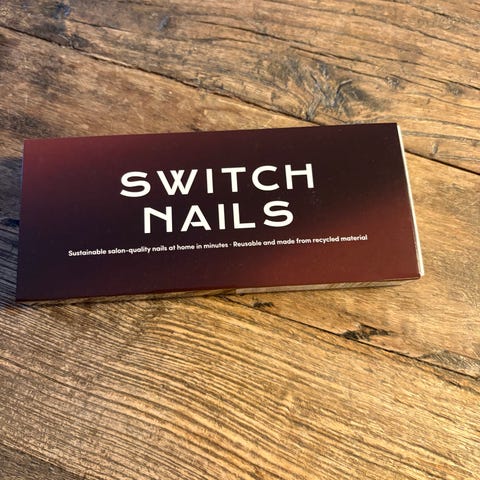 SWITCH
NAILS
Sustainable salon-quality nails at home in minutes · Reusable and made from recycled material